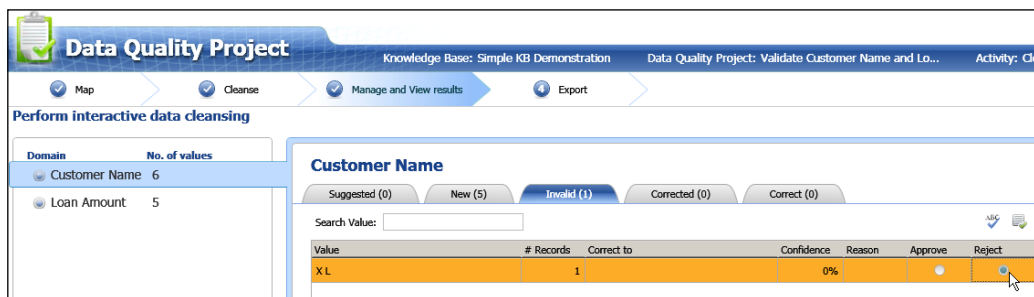 Data Quality Project
Knowledge Base: Simple KB Demonstration Data Quality Project: Validate Customer Name and Lo... Activity: Cl
Map Cleanse Manage and View results 4 Export
Perform interactive data cleansing
Domain No. of values
Customer Name 6
Loan Amount 5
Customer Name
Suggested (0) New (5) Invalid (1) Corrected (0) Correct (0)
Search Value:
ABC
Value # Records Correct to Confidence Reason Approve Reject
X L 1 0%